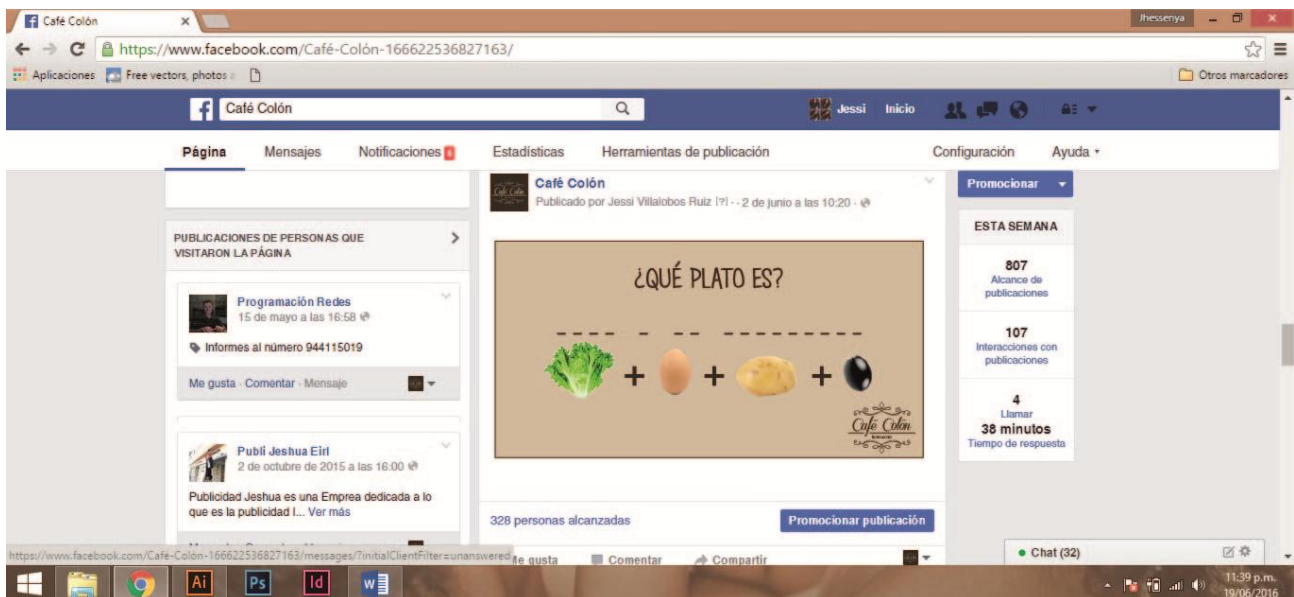 Café Colón
Jhessenya
https://www.facebook.com/Café-Colón-166622536827163/
Aplicaciones Free vectors, photos a Otros marcadores
Café Colón Jessi Inicio
Página Mensajes Notificaciones Estadísticas Herramientas de publicación Configuración Ayuda
PUBLICACIONES DE PERSONAS QUE
VISITARON LA PÁGINA
Programación Redes
15 de mayo a las 16:58
Informes al número 944115019
Me gusta · Comentar · Mensaje
Publi Jeshua Eirl
2 de octubre de 2015 a las 16:00
Publicidad Jeshua es una Emprea dedicada a lo
que es la publicidad I... Ver más
Café Colón
Publicado por Jessi Villalobos Ruiz [?] · 2 de junio a las 10:20 ·
¿QUÉ PLATO ES?
---- - -- ---------
+ + +
Café Colón
328 personas alcanzadas Promocionar publicación
Me gusta Comentar Compartir
Promocionar
ESTA SEMANA
807
Alcance de
publicaciones
107
Interacciones con
publicaciones
4
Llamar
38 minutos
Tiempo de respuesta
Chat (32)
https://www.facebook.com/Café-Colón-166622536827163/messages/?initialClientFilter=unanswered
Ai Ps Id W
11:39 p.m.
19/06/2016